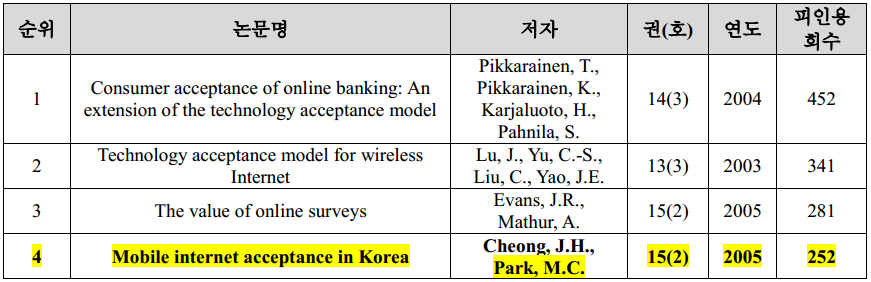 순위 논문명 저자 권(호) 연도 피인용
회수
1 Consumer acceptance of online banking: An
extension of the technology acceptance model Pikkarainen, T.,
Pikkarainen, K.,
Karjaluoto, H.,
Pahnila, S. 14(3) 2004 452
2 Technology acceptance model for wireless
Internet Lu, J., Yu, C.-S.,
Liu, C., Yao, J.E. 13(3) 2003 341
3 The value of online surveys Evans, J.R.,
Mathur, A. 15(2) 2005 281
4 Mobile internet acceptance in Korea Cheong, J.H.,
Park, M.C. 15(2) 2005 252